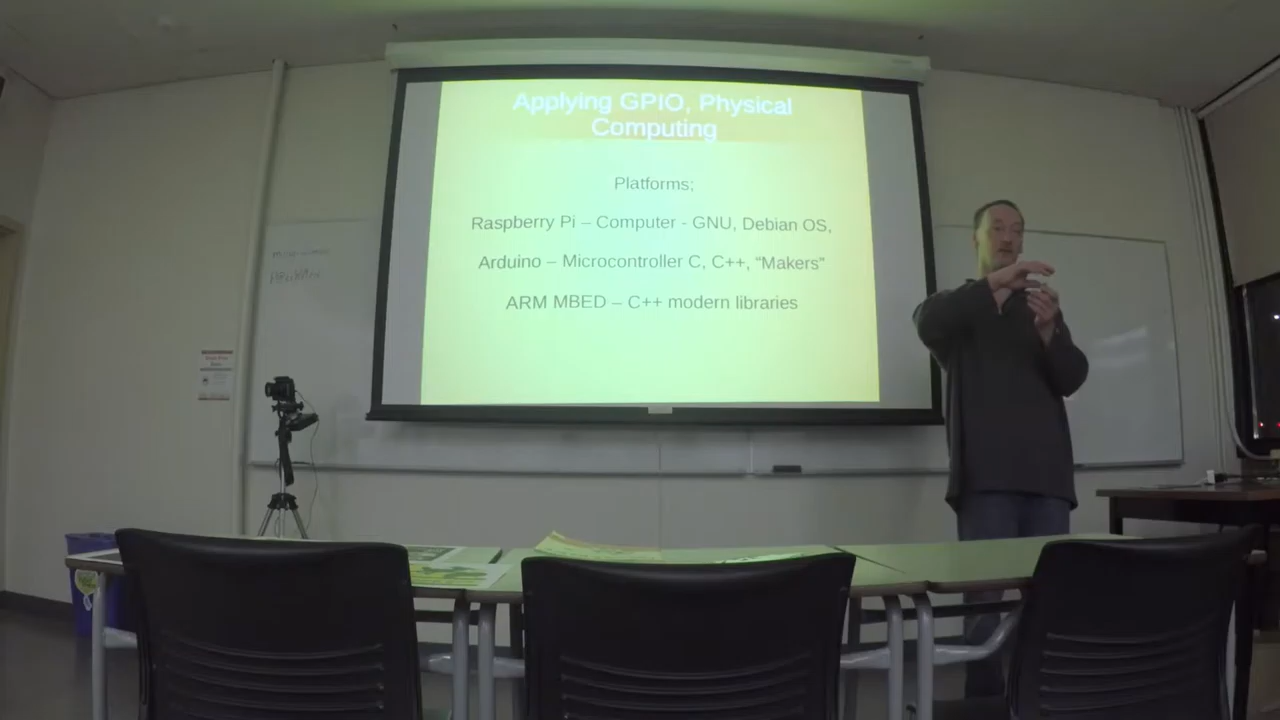 Applying GPIO, Physical
Computing
Platforms;
Raspberry Pi – Computer - GNU, Debian OS,
Arduino – Microcontroller C, C++, “Makers”
ARM MBED – C++ modern libraries